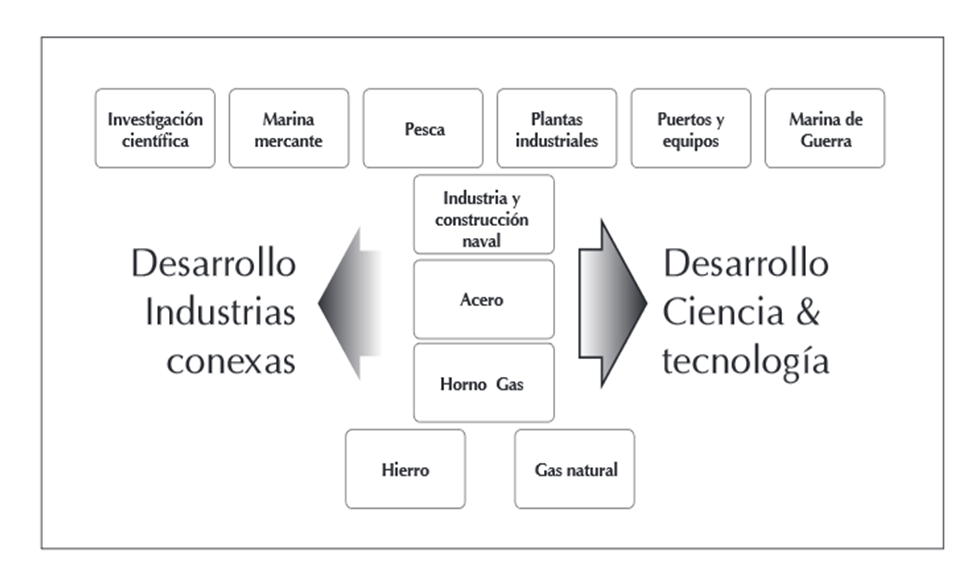 Investigación
científica
Marina
mercante
Pesca
Plantas
industriales
Puertos y
equipos
Marina de
Guerra
Industria y
construcción
naval
Desarrollo
Industrias
conexas
Acero
Desarrollo
Ciencia &
tecnología
Horno Gas
Hierro
Gas natural